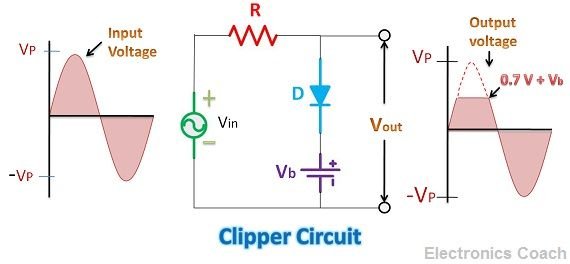 Input
Voltage
VP
-VP
R
D
Vin
+
−
Vb
+
Vout
Output
voltage
VP
0.7 V + Vb
-VP
Clipper Circuit
Electronics Coach